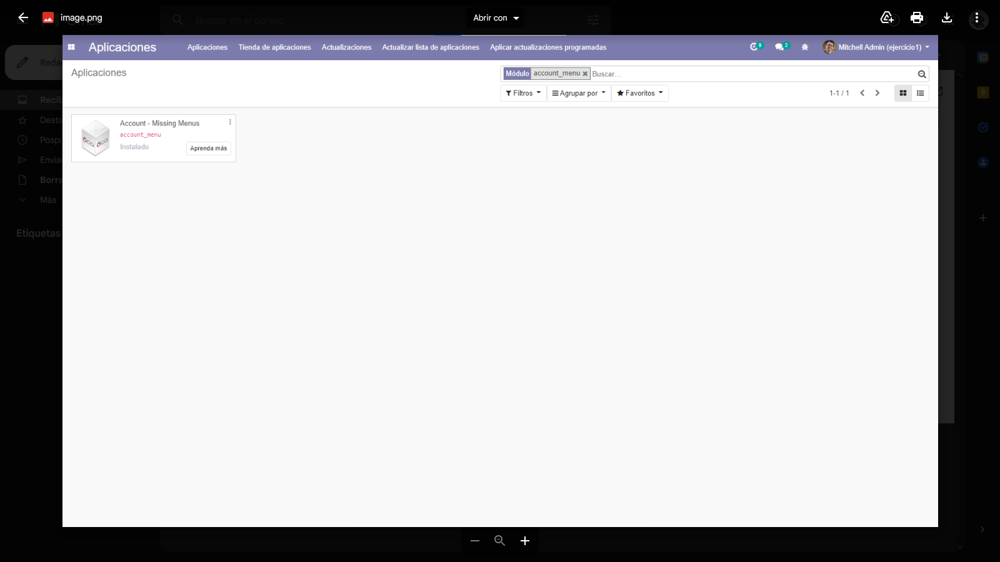 image.png
Buscar en el correo
Abrir con
Reda
Recib
Desta
Pospu
Envia
Borra
Más
Etiquetas
Aplicaciones Aplicaciones Tienda de aplicaciones Actualizaciones Actualizar lista de aplicaciones Aplicar actualizaciones programadas 9 2 Mitchell Admin (ejercicio1)
Aplicaciones
Módulo account_menu Buscar...
Filtros Agrupar por Favoritos 1-1 / 1
Account - Missing Menus
account_menu
Instalado
Aprenda más